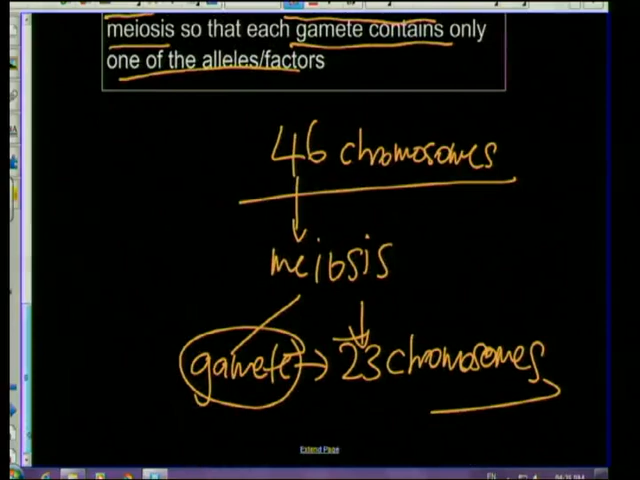 meiosis so that each gamete contains only
one of the alleles/factors
46 chromosomes
meiosis
gamete → 23 chromosomes
Extend Page
EN